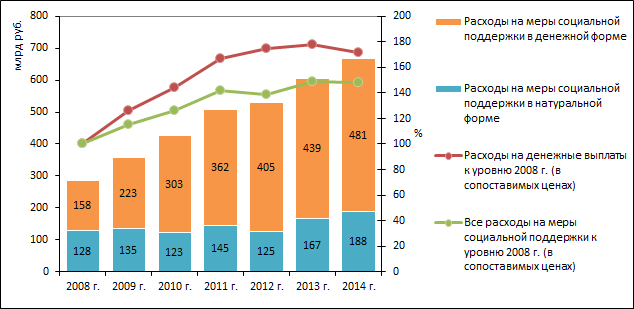 млрд руб.
800
700
600
500
400
300
200
100
0
158 223 303 362 405 439 481
128 135 123 145 125 167 188
2008 г. 2009 г. 2010 г. 2011 г. 2012 г. 2013 г. 2014 г.
200
180
160
140
120
100
80
60
40
20
0
%
Расходы на меры социальной
поддержки в денежной форме
Расходы на меры социальной
поддержки в натуральной
форме
Расходы на денежные выплаты
к уровню 2008 г. (в
сопоставимых ценах)
Все расходы на меры
социальной поддержки к
уровню 2008 г. (в
сопоставимых ценах)